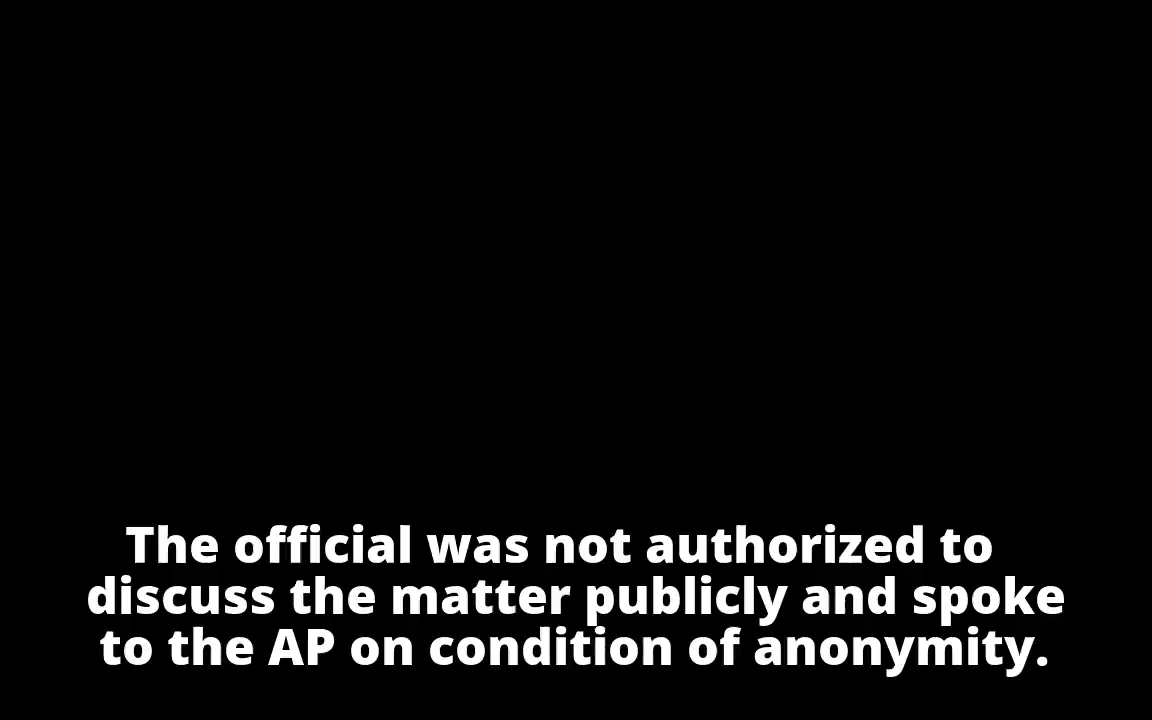 The official was not authorized to
discuss the matter publicly and spoke
to the AP on condition of anonymity.